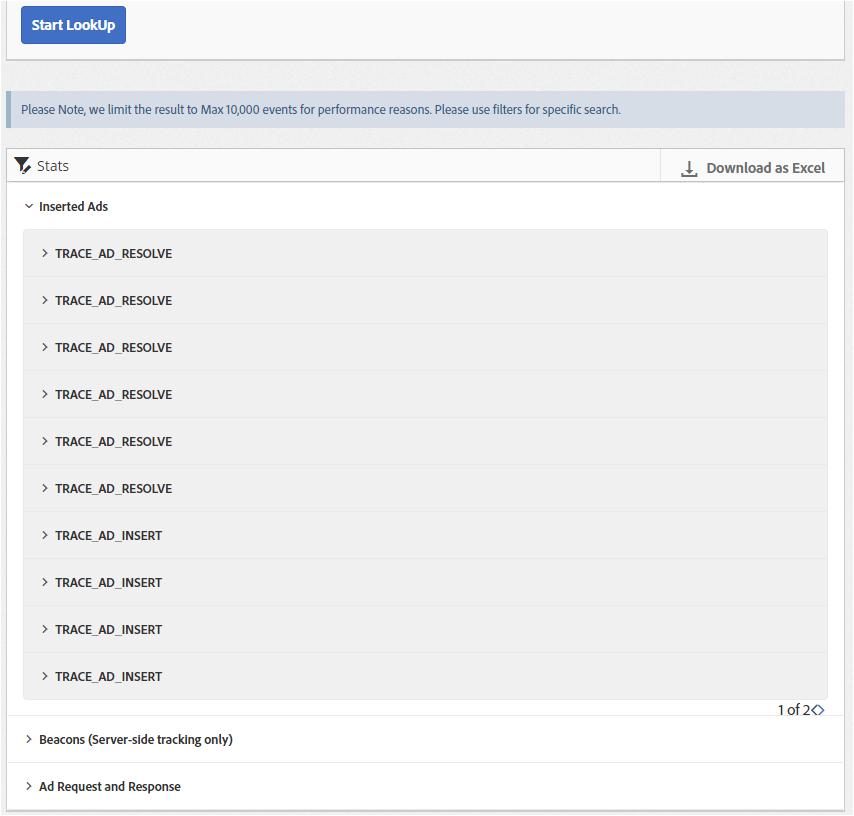 Start LookUp
Please Note, we limit the result to Max 10,000 events for performance reasons. Please use filters for specific search.
Stats
Download as Excel
Inserted Ads
TRACE_AD_RESOLVE
TRACE_AD_RESOLVE
TRACE_AD_RESOLVE
TRACE_AD_RESOLVE
TRACE_AD_RESOLVE
TRACE_AD_RESOLVE
TRACE_AD_INSERT
TRACE_AD_INSERT
TRACE_AD_INSERT
TRACE_AD_INSERT
1 of 2
Beacons (Server-side tracking only)
Ad Request and Response